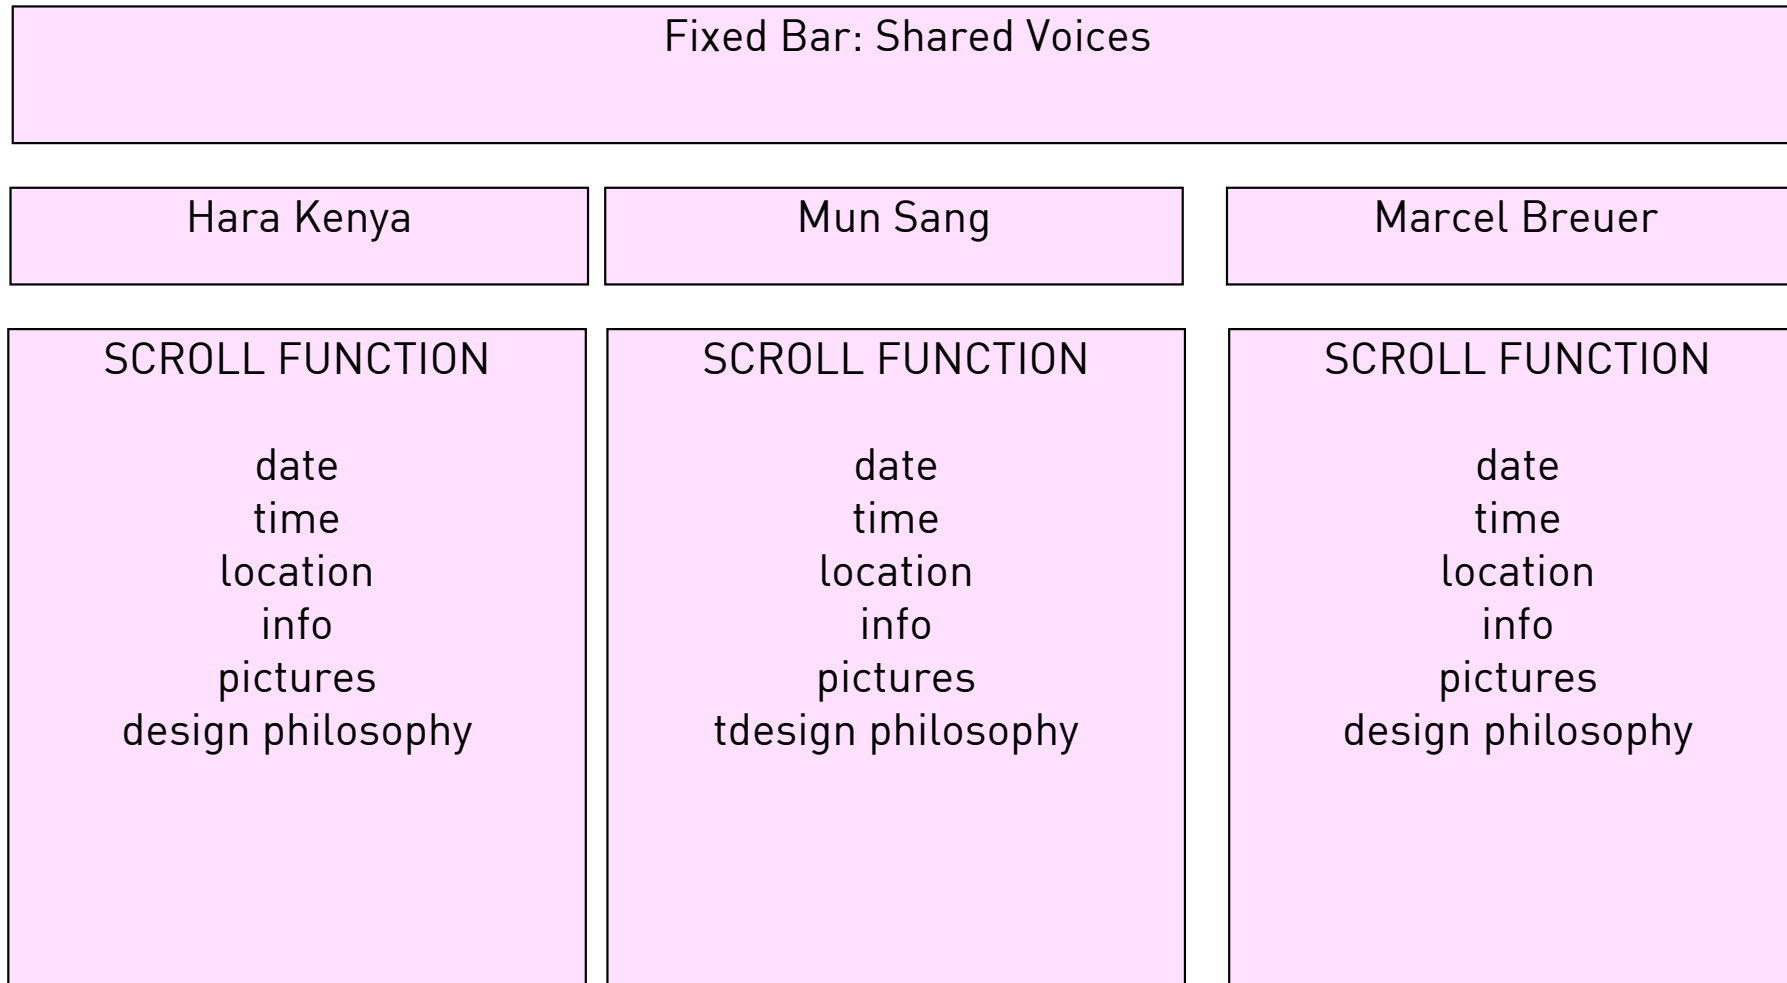 Fixed Bar: Shared Voices
Hara Kenya
Mun Sang
Marcel Breuer
SCROLL FUNCTION
date
time
location
info
pictures
design philosophy
SCROLL FUNCTION
date
time
location
info
pictures
tdesign philosophy
SCROLL FUNCTION
date
time
location
info
pictures
design philosophy